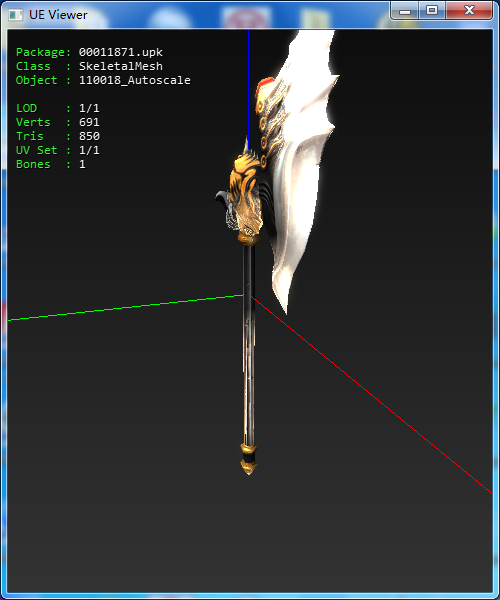 UE Viewer
Package: 00011871.upk
Class : SkeletalMesh
Object : 110018_Autoscale
LOD : 1/1
Verts : 691
Tris : 850
UV Set : 1/1
Bones : 1